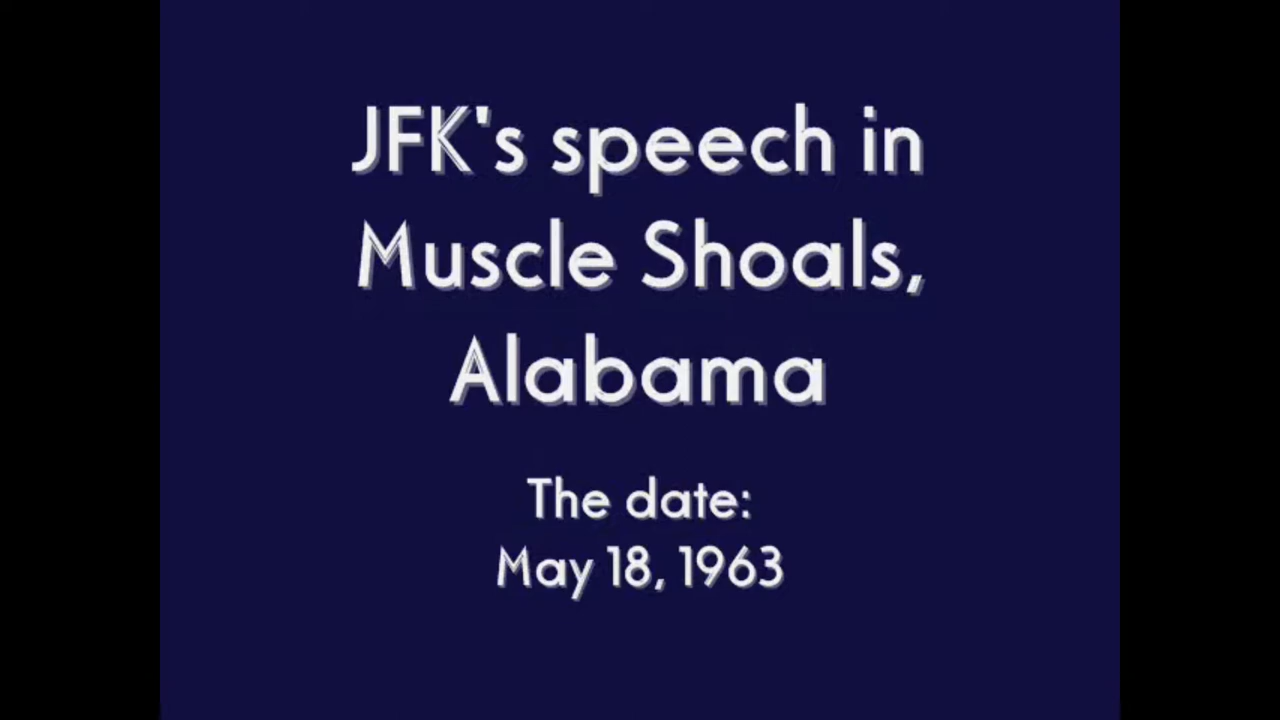 JFK's speech in
Muscle Shoals,
Alabama
The date:
May 18, 1963